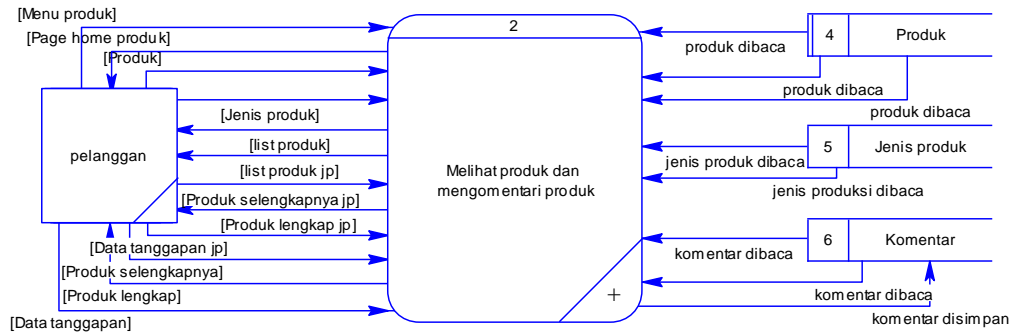 [Menu produk]
[Page home produk]
[Produk]
[Jenis produk]
[list produk]
[list produk jp]
[Produk selengkapnya jp]
[Produk lengkap jp]
[Data tanggapan jp]
[Produk selengkapnya]
[Produk lengkap]
[Data tanggapan]
pelanggan
2
Melihat produk dan
mengomentari produk
+
produk dibaca
produk dibaca
produk dibaca
jenis produk dibaca
jenis produksi dibaca
komentar dibaca
komentar dibaca
komentar disimpan
4 Produk
5 Jenis produk
6 Komentar